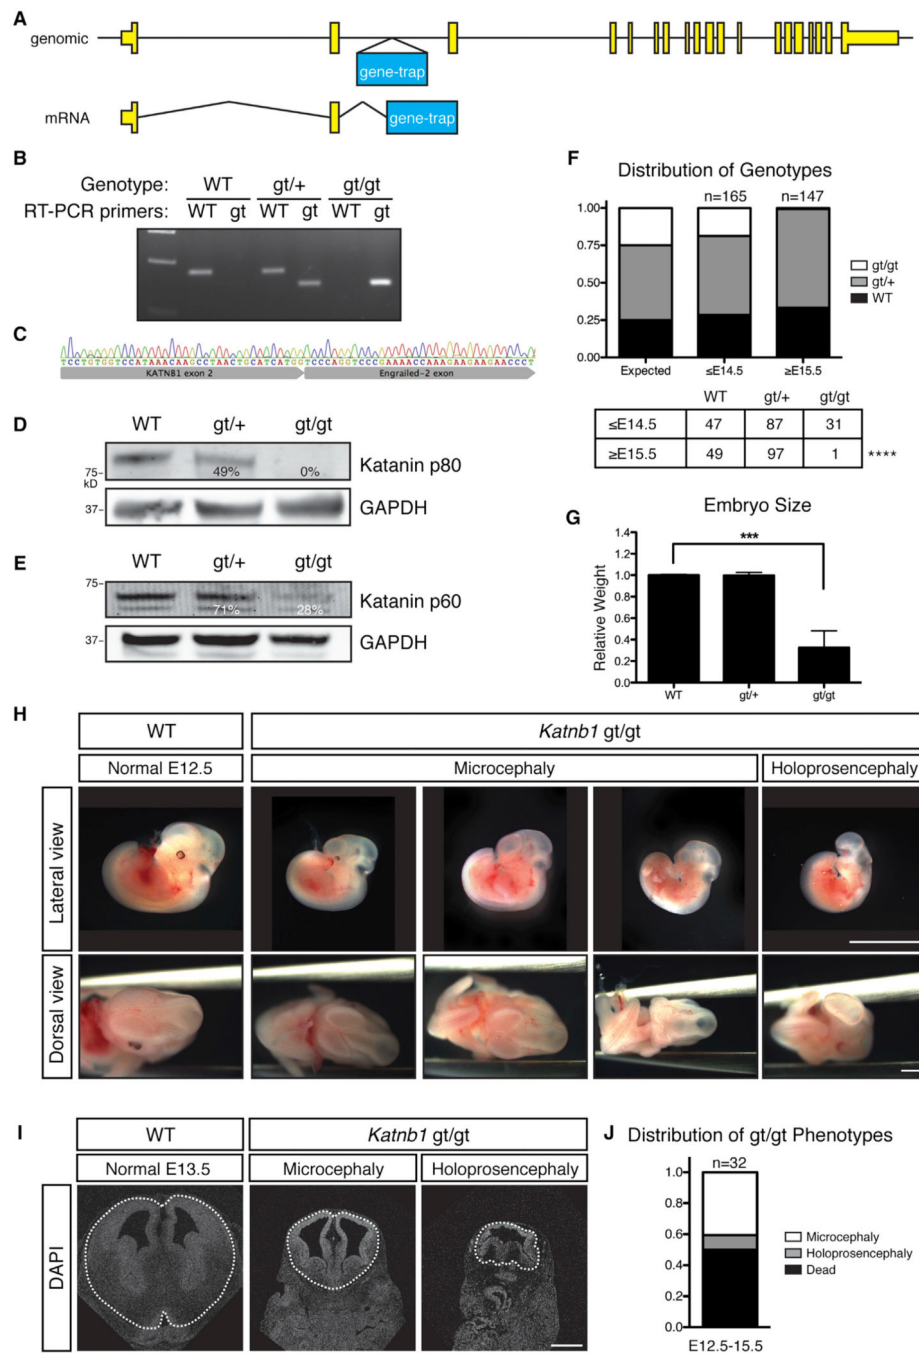 A
genomic
gene-trap
mRNA
gene-trap
B
Genotype: WT gt/+ gt/gt
RT-PCR primers: WT gt WT gt WT gt
C
TCCTGTGGTCCATAAACAAGCCTAACTGCATCATGGTCCCAGGTCCCGAAAACCAAAGAAGAAGAACCCT
KATNB1 exon 2
Engrailed-2 exon
D
WT gt/+ gt/gt
75-
kD
49% 0%
Katanin p80
37-
GAPDH
E
WT gt/+ gt/gt
75-
71% 28%
Katanin p60
37-
GAPDH
F
Distribution of Genotypes
n=165 n=147
1.00
0.75
0.50
0.25
0.00
Expected ≤E14.5 ≥E15.5
gt/gt
gt/+
WT
WT gt/+ gt/gt
≤E14.5 47 87 31
≥E15.5 49 97 1 ****
G
Embryo Size
Relative Weight
1.4
1.2
1.0
0.8
0.6
0.4
0.2
0.0
***
WT gt/+ gt/gt
H
WT Katnb1 gt/gt
Normal E12.5 Microcephaly Holoprosencephaly
Lateral view
Dorsal view
I
WT Katnb1 gt/gt
Normal E13.5 Microcephaly Holoprosencephaly
DAPI
J
Distribution of gt/gt Phenotypes
n=32
1.0
0.8
0.6
0.4
0.2
0.0
E12.5-15.5
Microcephaly
Holoprosencephaly
Dead